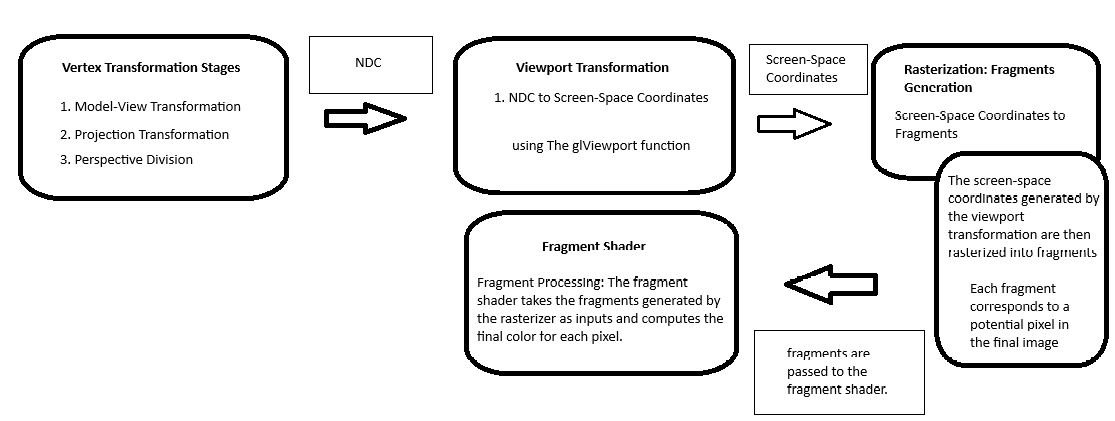 Vertex Transformation Stages
1. Model-View Transformation
2. Projection Transformation
3. Perspective Division
NDC
Viewport Transformation
1. NDC to Screen-Space Coordinates
using The glViewport function
Screen-Space
Coordinates
Rasterization: Fragments
Generation
Screen-Space Coordinates to
Fragments
The screen-space
coordinates generated by
the viewport
transformation are then
rasterized into fragments
Each fragment
corresponds to a
potential pixel in
the final image
fragments are
passed to the
fragment shader.
Fragment Shader
Fragment Processing: The fragment
shader takes the fragments generated by
the rasterizer as inputs and computes the
final color for each pixel.